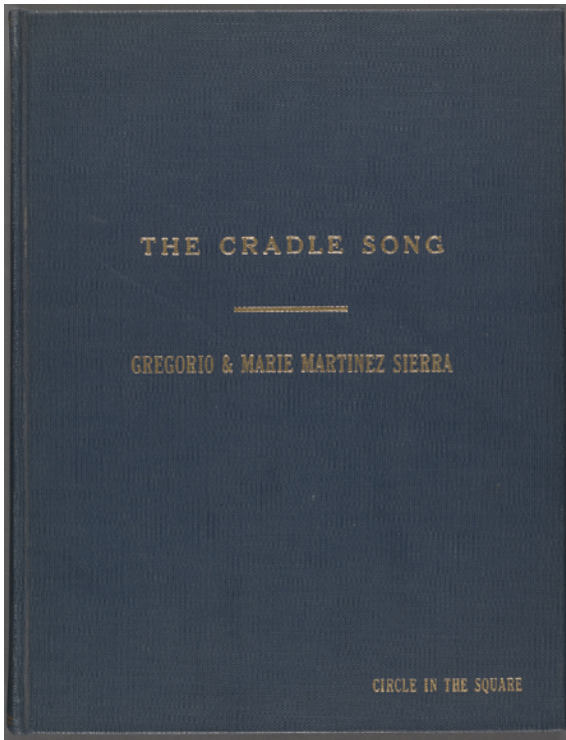 THE CRADLE SONG
GREGORIO & MARIE MARTINEZ SIERRA
CIRCLE IN THE SQUARE